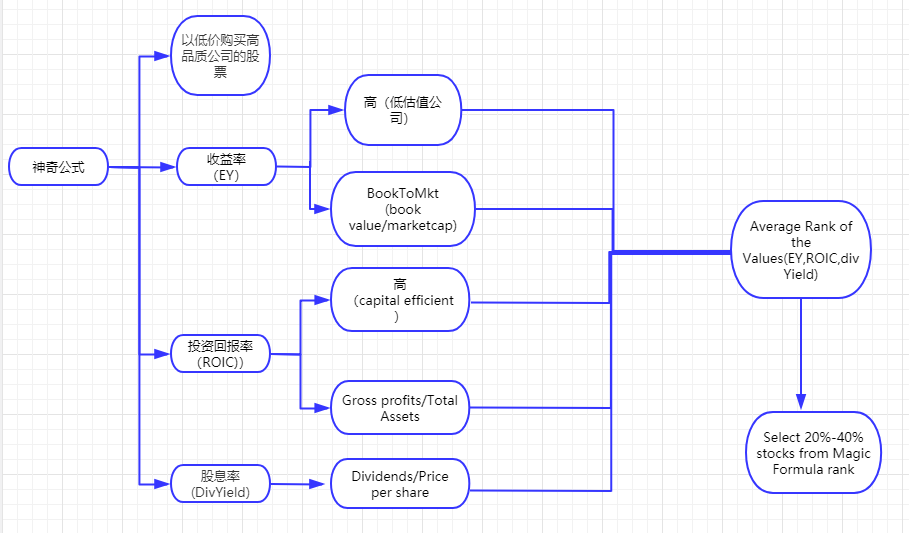 以低价购买高
品质公司的股
票
高（低估值公
司）
神奇公式
收益率
（EY）
BookToMkt
(book
value/marketcap)
Average Rank of
the
Values(EY,ROIC,div
Yield)
高
（capital efficient
）
投资回报率
(ROIC)）
Gross profits/Total
Assets
股息率
(DivYield)
Dividends/Price
per share
Select 20%-40%
stocks from Magic
Formula rank